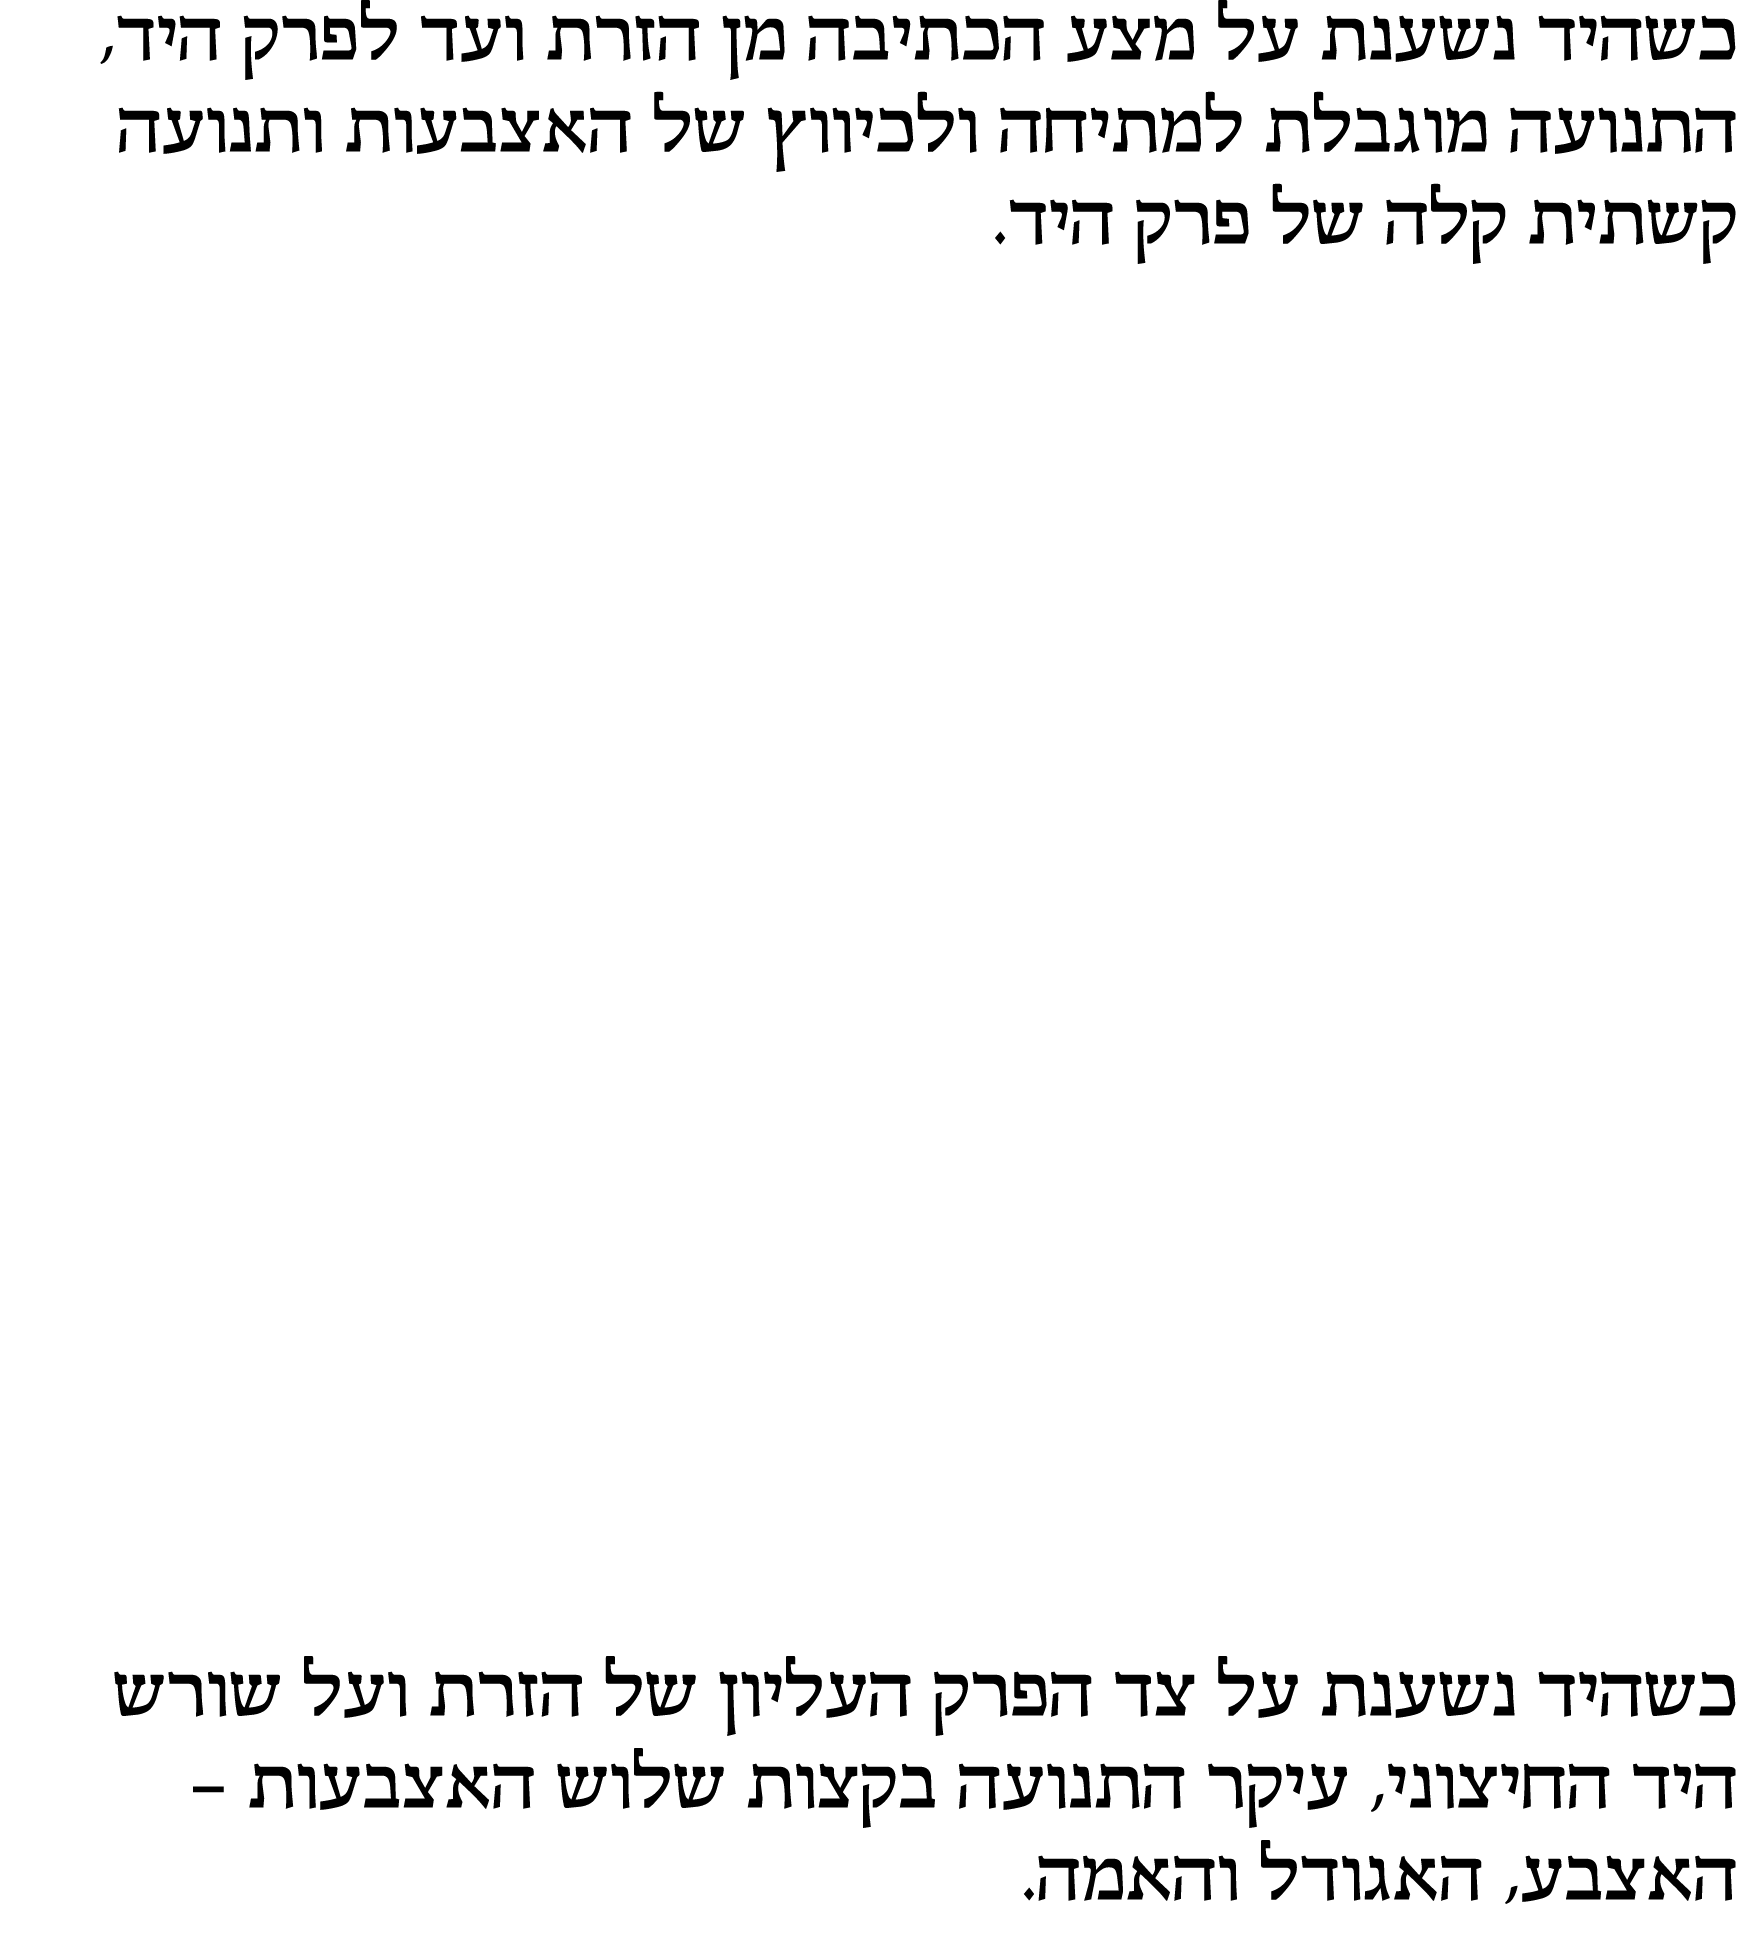 כשהיד נשענת על מצע הכתיבה מן הזרת ועד לפרק היד,
התנועה מוגבלת למתיחה ולכיווץ של האצבעות ותנועה
קשתית קלה של פרק היד.
כשהיד נשענת על צד הפרק העליון של הזרת ועל שורש
היד החיצוני, עיקר התנועה בקצות שלוש האצבעות –
האצבע, האגודל והאמה.